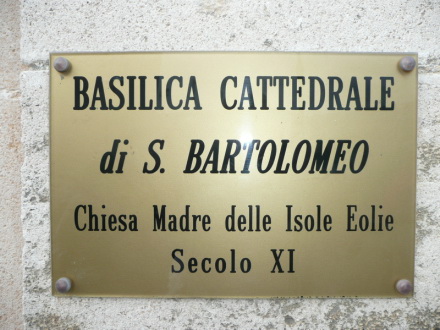 BASILICA CATTEDRALE
di S. BARTOLOMEO
Chiesa Madre delle Isole Eolie
Secolo XI